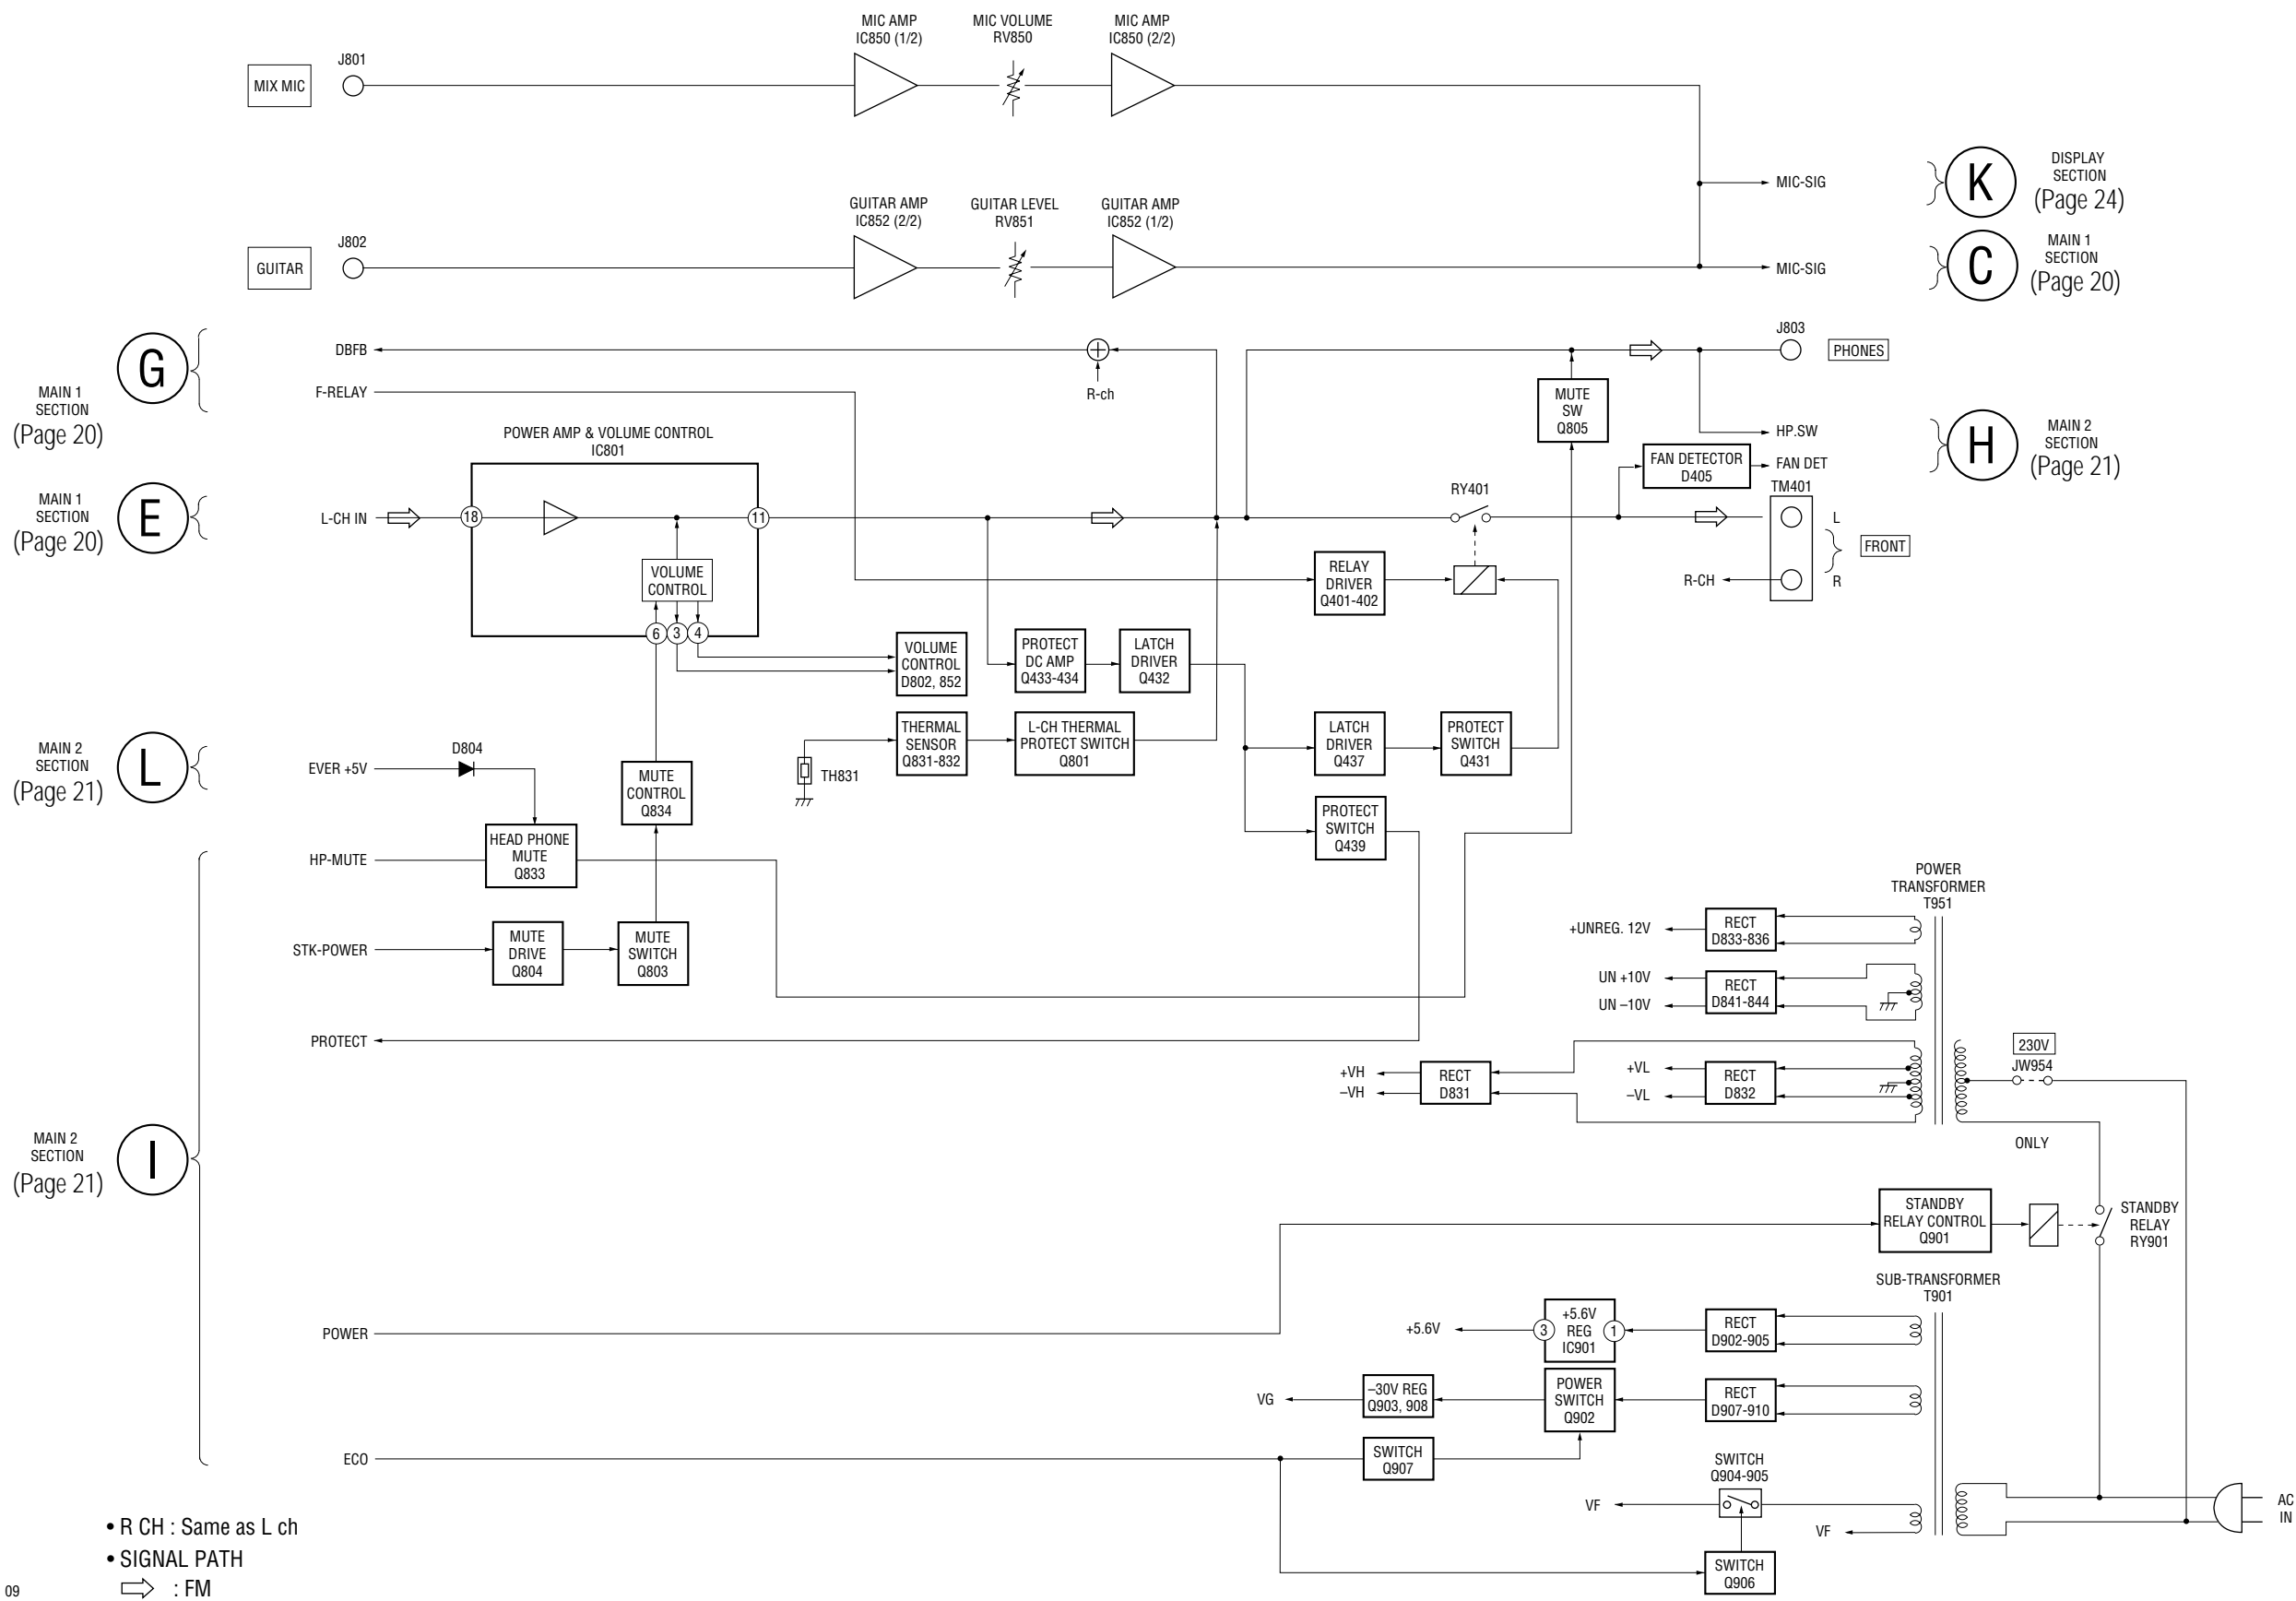 MIC AMP
IC850 (1/2)
MIC VOLUME
RV850
MIC AMP
IC850 (2/2)
J801
MIX MIC
GUITAR AMP
IC852 (2/2)
GUITAR LEVEL
RV851
GUITAR AMP
IC852 (1/2)
J802
GUITAR
MIC-SIG
K
DISPLAY
SECTION
(Page 24)
MIC-SIG
C
MAIN 1
SECTION
(Page 20)
G
MAIN 1
SECTION
(Page 20)
DBFB
R-ch
F-RELAY
J803
PHONES
MUTE
SW
Q805
HP.SW
FAN DETECTOR
D405
FAN DET
H
MAIN 2
SECTION
(Page 21)
POWER AMP & VOLUME CONTROL
IC801
MAIN 1
SECTION
(Page 20)
E
L-CH IN
18
11
VOLUME
CONTROL
6
3
4
RY401
TM401
L
FRONT
R-CH
R
RELAY
DRIVER
Q401-402
VOLUME
CONTROL
D802, 852
PROTECT
DC AMP
Q433-434
LATCH
DRIVER
Q432
THERMAL
SENSOR
Q831-832
L-CH THERMAL
PROTECT SWITCH
Q801
TH831
LATCH
DRIVER
Q437
PROTECT
SWITCH
Q431
PROTECT
SWITCH
Q439
MAIN 2
SECTION
(Page 21)
L
EVER +5V
D804
MUTE
CONTROL
Q834
HP-MUTE
HEAD PHONE
MUTE
Q833
STK-POWER
MUTE
DRIVE
Q804
MUTE
SWITCH
Q803
PROTECT
POWER
TRANSFORMER
T951
+UNREG. 12V
RECT
D833-836
UN +10V
UN –10V
RECT
D841-844
+VH
–VH
RECT
D831
+VL
–VL
RECT
D832
230V
JW954
ONLY
MAIN 2
SECTION
(Page 21)
I
STANDBY
RELAY CONTROL
Q901
STANDBY
RELAY
RY901
SUB-TRANSFORMER
T901
POWER
+5.6V
3
+5.6V
REG
IC901
1
RECT
D902-905
VG
–30V REG
Q903, 908
POWER
SWITCH
Q902
RECT
D907-910
ECO
SWITCH
Q907
SWITCH
Q904-905
VF
VF
SWITCH
Q906
AC
IN
• R CH : Same as L ch
• SIGNAL PATH
: FM
09